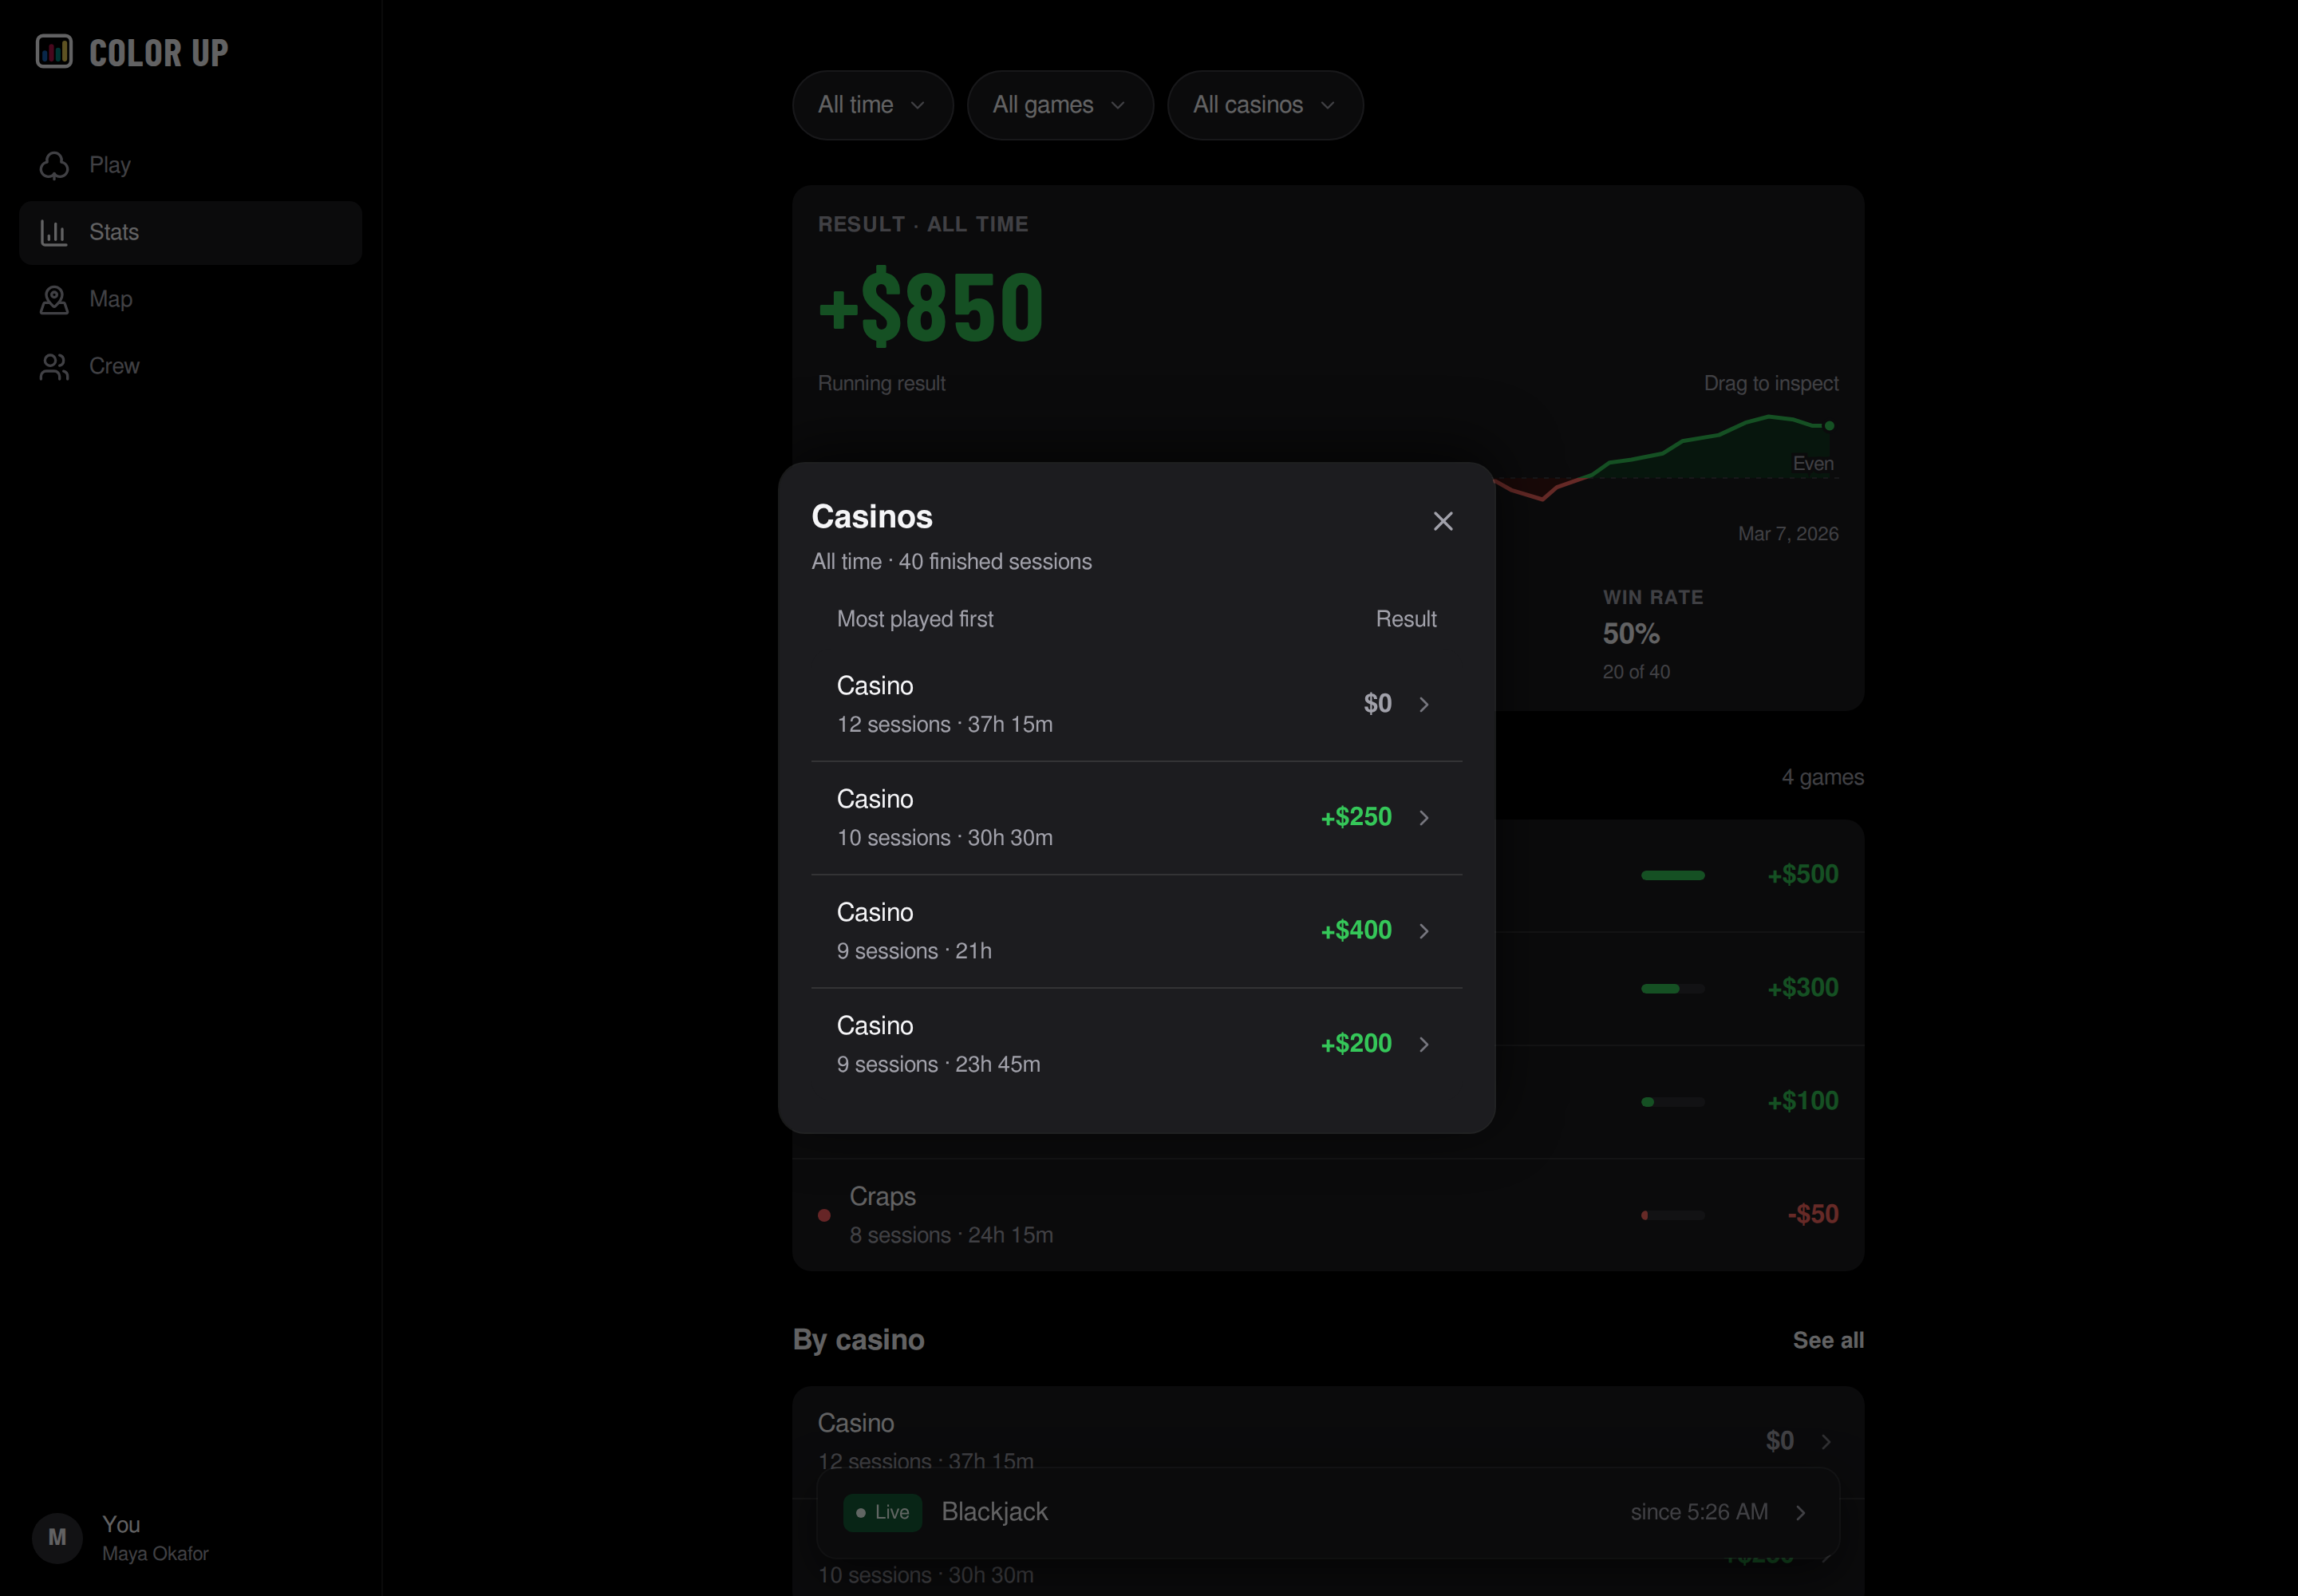 COLOR UP
Play
Stats
Map
Crew
You
M
Maya Okafor
All time
All games
All casinos
RESULT · ALL TIME
+$850
Running result
Drag to inspect
Even
Mar 7, 2026
WIN RATE
50%
20 of 40
Casinos
All time · 40 finished sessions
Most played first
Result
Casino
12 sessions · 37h 15m
$0
Casino
10 sessions · 30h 30m
+$250
Casino
9 sessions · 21h
+$400
Casino
9 sessions · 23h 45m
+$200
4 games
+$500
+$300
+$100
Craps
8 sessions · 24h 15m
-$50
By casino
See all
Casino
12 sessions · 37h 15m
$0
Live
Blackjack
since 5:26 AM
10 sessions · 30h 30m